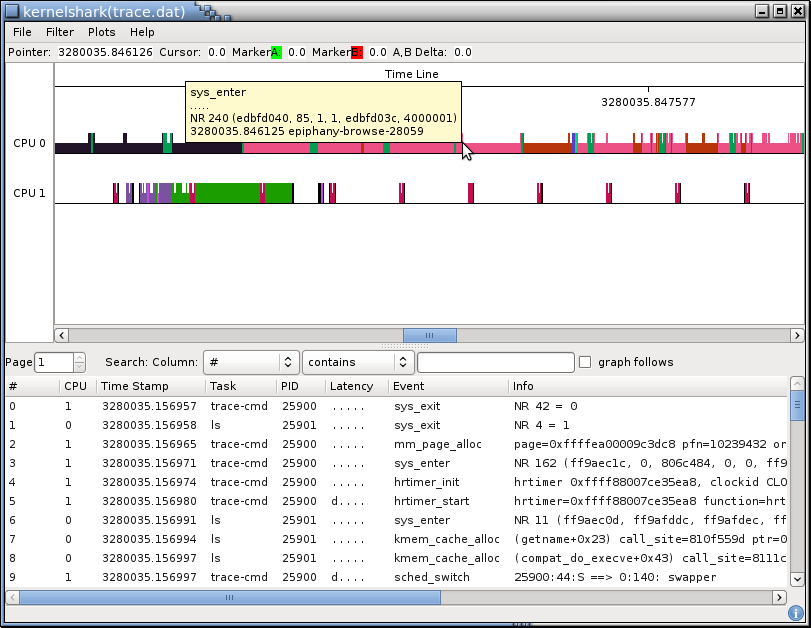 kernelshark(trace.dat)
File Filter Plots Help
Pointer: 3280035.846126 Cursor: 0.0 MarkerA: 0.0 MarkerB: 0.0 A,B Delta: 0.0
Time Line
3280035.847577
sys_enter
.....
NR 240 (edbfd040, 85, 1, 1, edbfd03c, 4000001)
3280035.846125 epiphany-browse-28059
CPU 0
CPU 1
Page 1 Search: Column: # contains graph follows
# CPU Time Stamp Task PID Latency Event Info
0 1 3280035.156957 trace-cmd 25900 ..... sys_exit NR 42 = 0
1 0 3280035.156958 ls 25901 ..... sys_exit NR 4 = 1
2 1 3280035.156965 trace-cmd 25900 ..... mm_page_alloc page=0xffffea00009c3dc8 pfn=10239432 or
3 1 3280035.156971 trace-cmd 25900 ..... sys_enter NR 162 (ff9aec1c, 0, 806c484, 0, 0, ff9
4 1 3280035.156974 trace-cmd 25900 ..... hrtimer_init hrtimer 0xffff88007ce35ea8, clockid CLO
5 1 3280035.156980 trace-cmd 25900 d.... hrtimer_start hrtimer=0xffff88007ce35ea8 function=hrt
6 0 3280035.156991 ls 25901 ..... sys_enter NR 11 (ff9aec0d, ff9afddc, ff9afdec, ff
7 0 3280035.156994 ls 25901 ..... kmem_cache_alloc (getname+0x23) call_site=810f559d ptr=0
8 0 3280035.156997 ls 25901 ..... kmem_cache_alloc (compat_do_execve+0x43) call_site=8111c
9 1 3280035.156997 trace-cmd 25900 d.... sched_switch 25900:44:S ==> 0:140: swapper